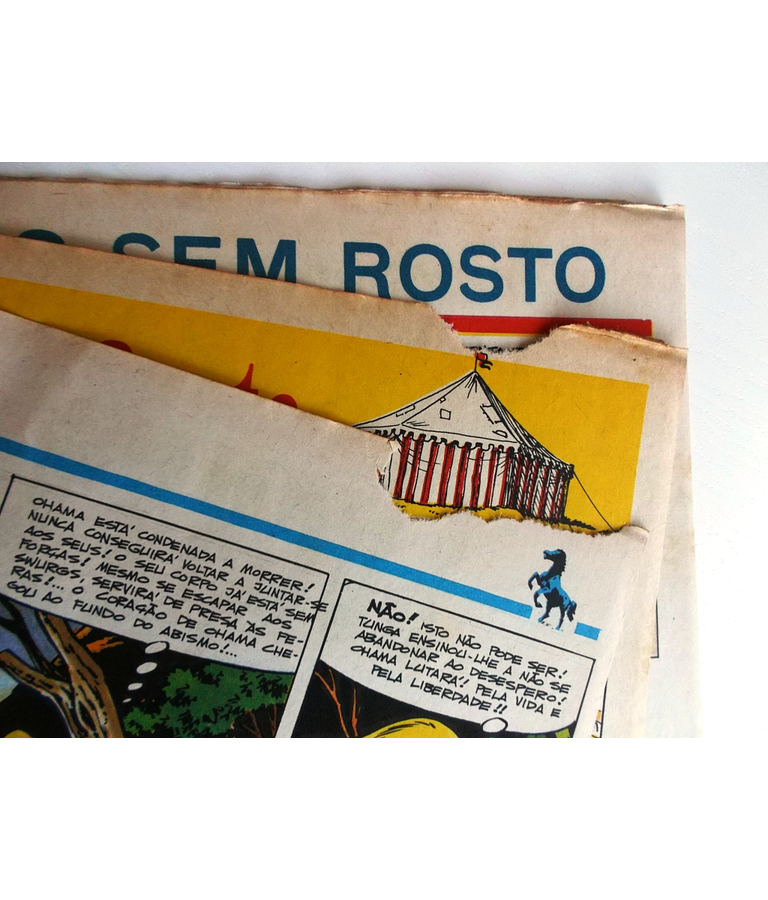 SEM ROSTO
OHAMA ESTÁ CONDENADA A MORRER!
NUNCA CONSEGUIRÁ VOLTAR A JUNTAR-SE
AOS SEUS! O SEU CORPO JÁ ESTÁ SEM
FORÇAS! MESMO SE ESCAPAR AOS
SWURGS, SERVIRÁ DE PRESA ÀS FE-
RAS!... O CORAÇÃO DE OHAMA CHE-
GOU AO FUNDO DO ABISMO!...
NÃO! ISTO NÃO PODE SER!
TUNGA ENSINOU-LHE A NÃO SE
ABANDONAR AO DESESPERO!
OHAMA LUTARÁ! PELA VIDA E
PELA LIBERDADE!!